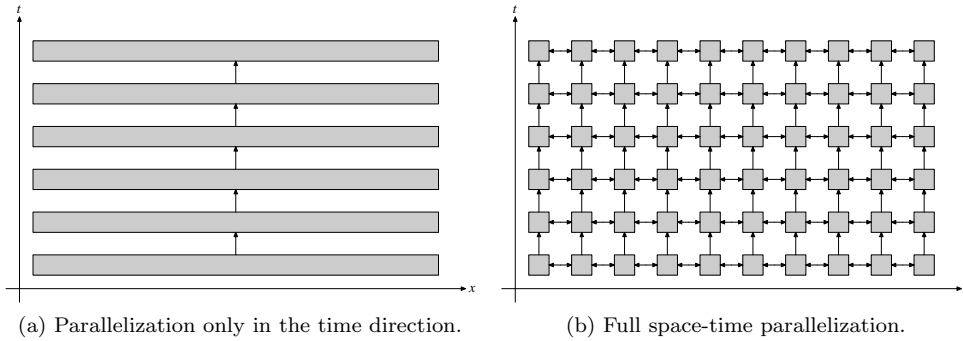 t
x
(a) Parallelization only in the time direction.
t
(b) Full space-time parallelization.